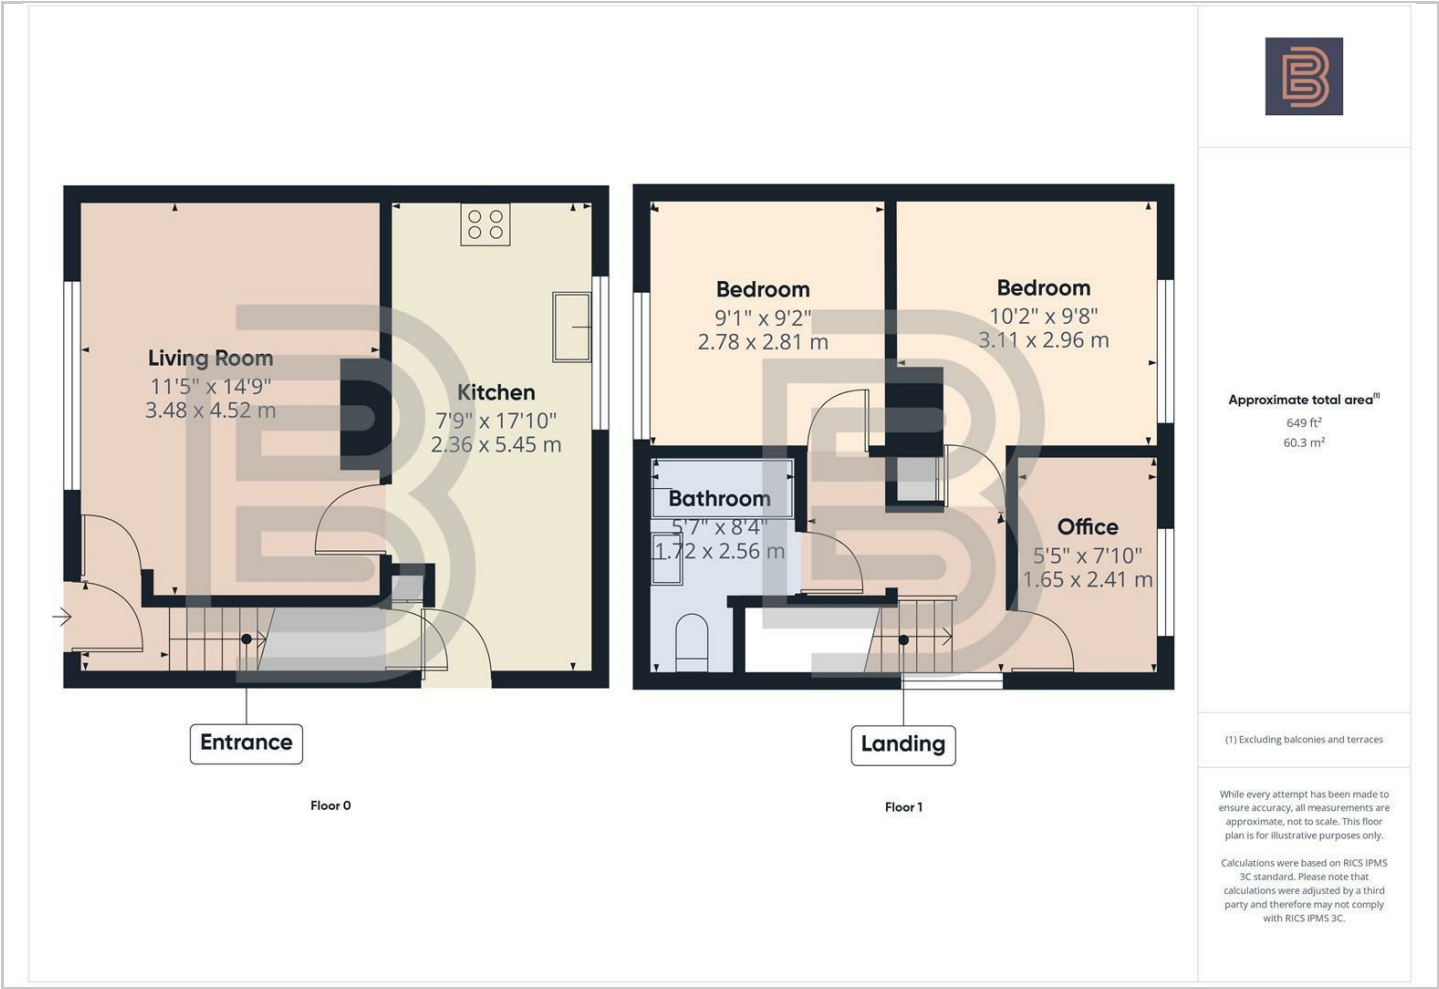 Living Room
11'5" x 14'9"
3.48 x 4.52 m
Kitchen
7'9" x 17'10"
2.36 x 5.45 m
Entrance
Floor 0
Bedroom
9'1" x 9'2"
2.78 x 2.81 m
Bedroom
10'2" x 9'8"
3.11 x 2.96 m
Bathroom
5'7" x 8'4"
1.72 x 2.56 m
Office
5'5" x 7'10"
1.65 x 2.41 m
Landing
Floor 1
Approximate total area(1)
649 ft²
60.3 m²
(1) Excluding balconies and terraces
While every attempt has been made to
ensure accuracy, all measurements are
approximate, not to scale. This floor
plan is for illustrative purposes only.
Calculations were based on RICS IPMS
3C standard. Please note that
calculations were adjusted by a third
party and therefore may not comply
with RICS IPMS 3C.